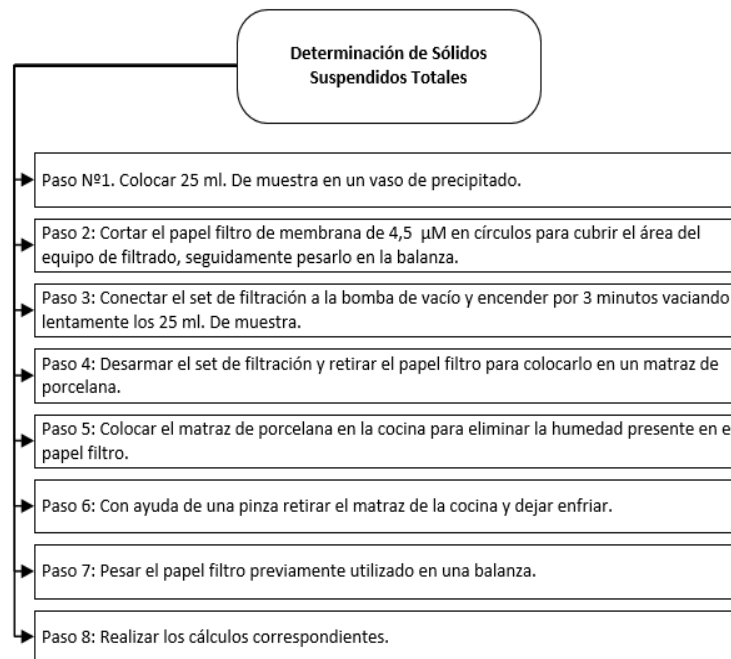 Determinación de Sólidos
Suspendidos Totales
Paso Nº1. Colocar 25 ml. De muestra en un vaso de precipitado.
Paso 2: Cortar el papel filtro de membrana de 4,5 µM en círculos para cubrir el área del
equipo de filtrado, seguidamente pesarlo en la balanza.
Paso 3: Conectar el set de filtración a la bomba de vacío y encender por 3 minutos vaciando
lentamente los 25 ml. De muestra.
Paso 4: Desarmar el set de filtración y retirar el papel filtro para colocarlo en un matraz de
porcelana.
Paso 5: Colocar el matraz de porcelana en la cocina para eliminar la humedad presente en e
papel filtro.
Paso 6: Con ayuda de una pinza retirar el matraz de la cocina y dejar enfriar.
Paso 7: Pesar el papel filtro previamente utilizado en una balanza.
Paso 8: Realizar los cálculos correspondientes.